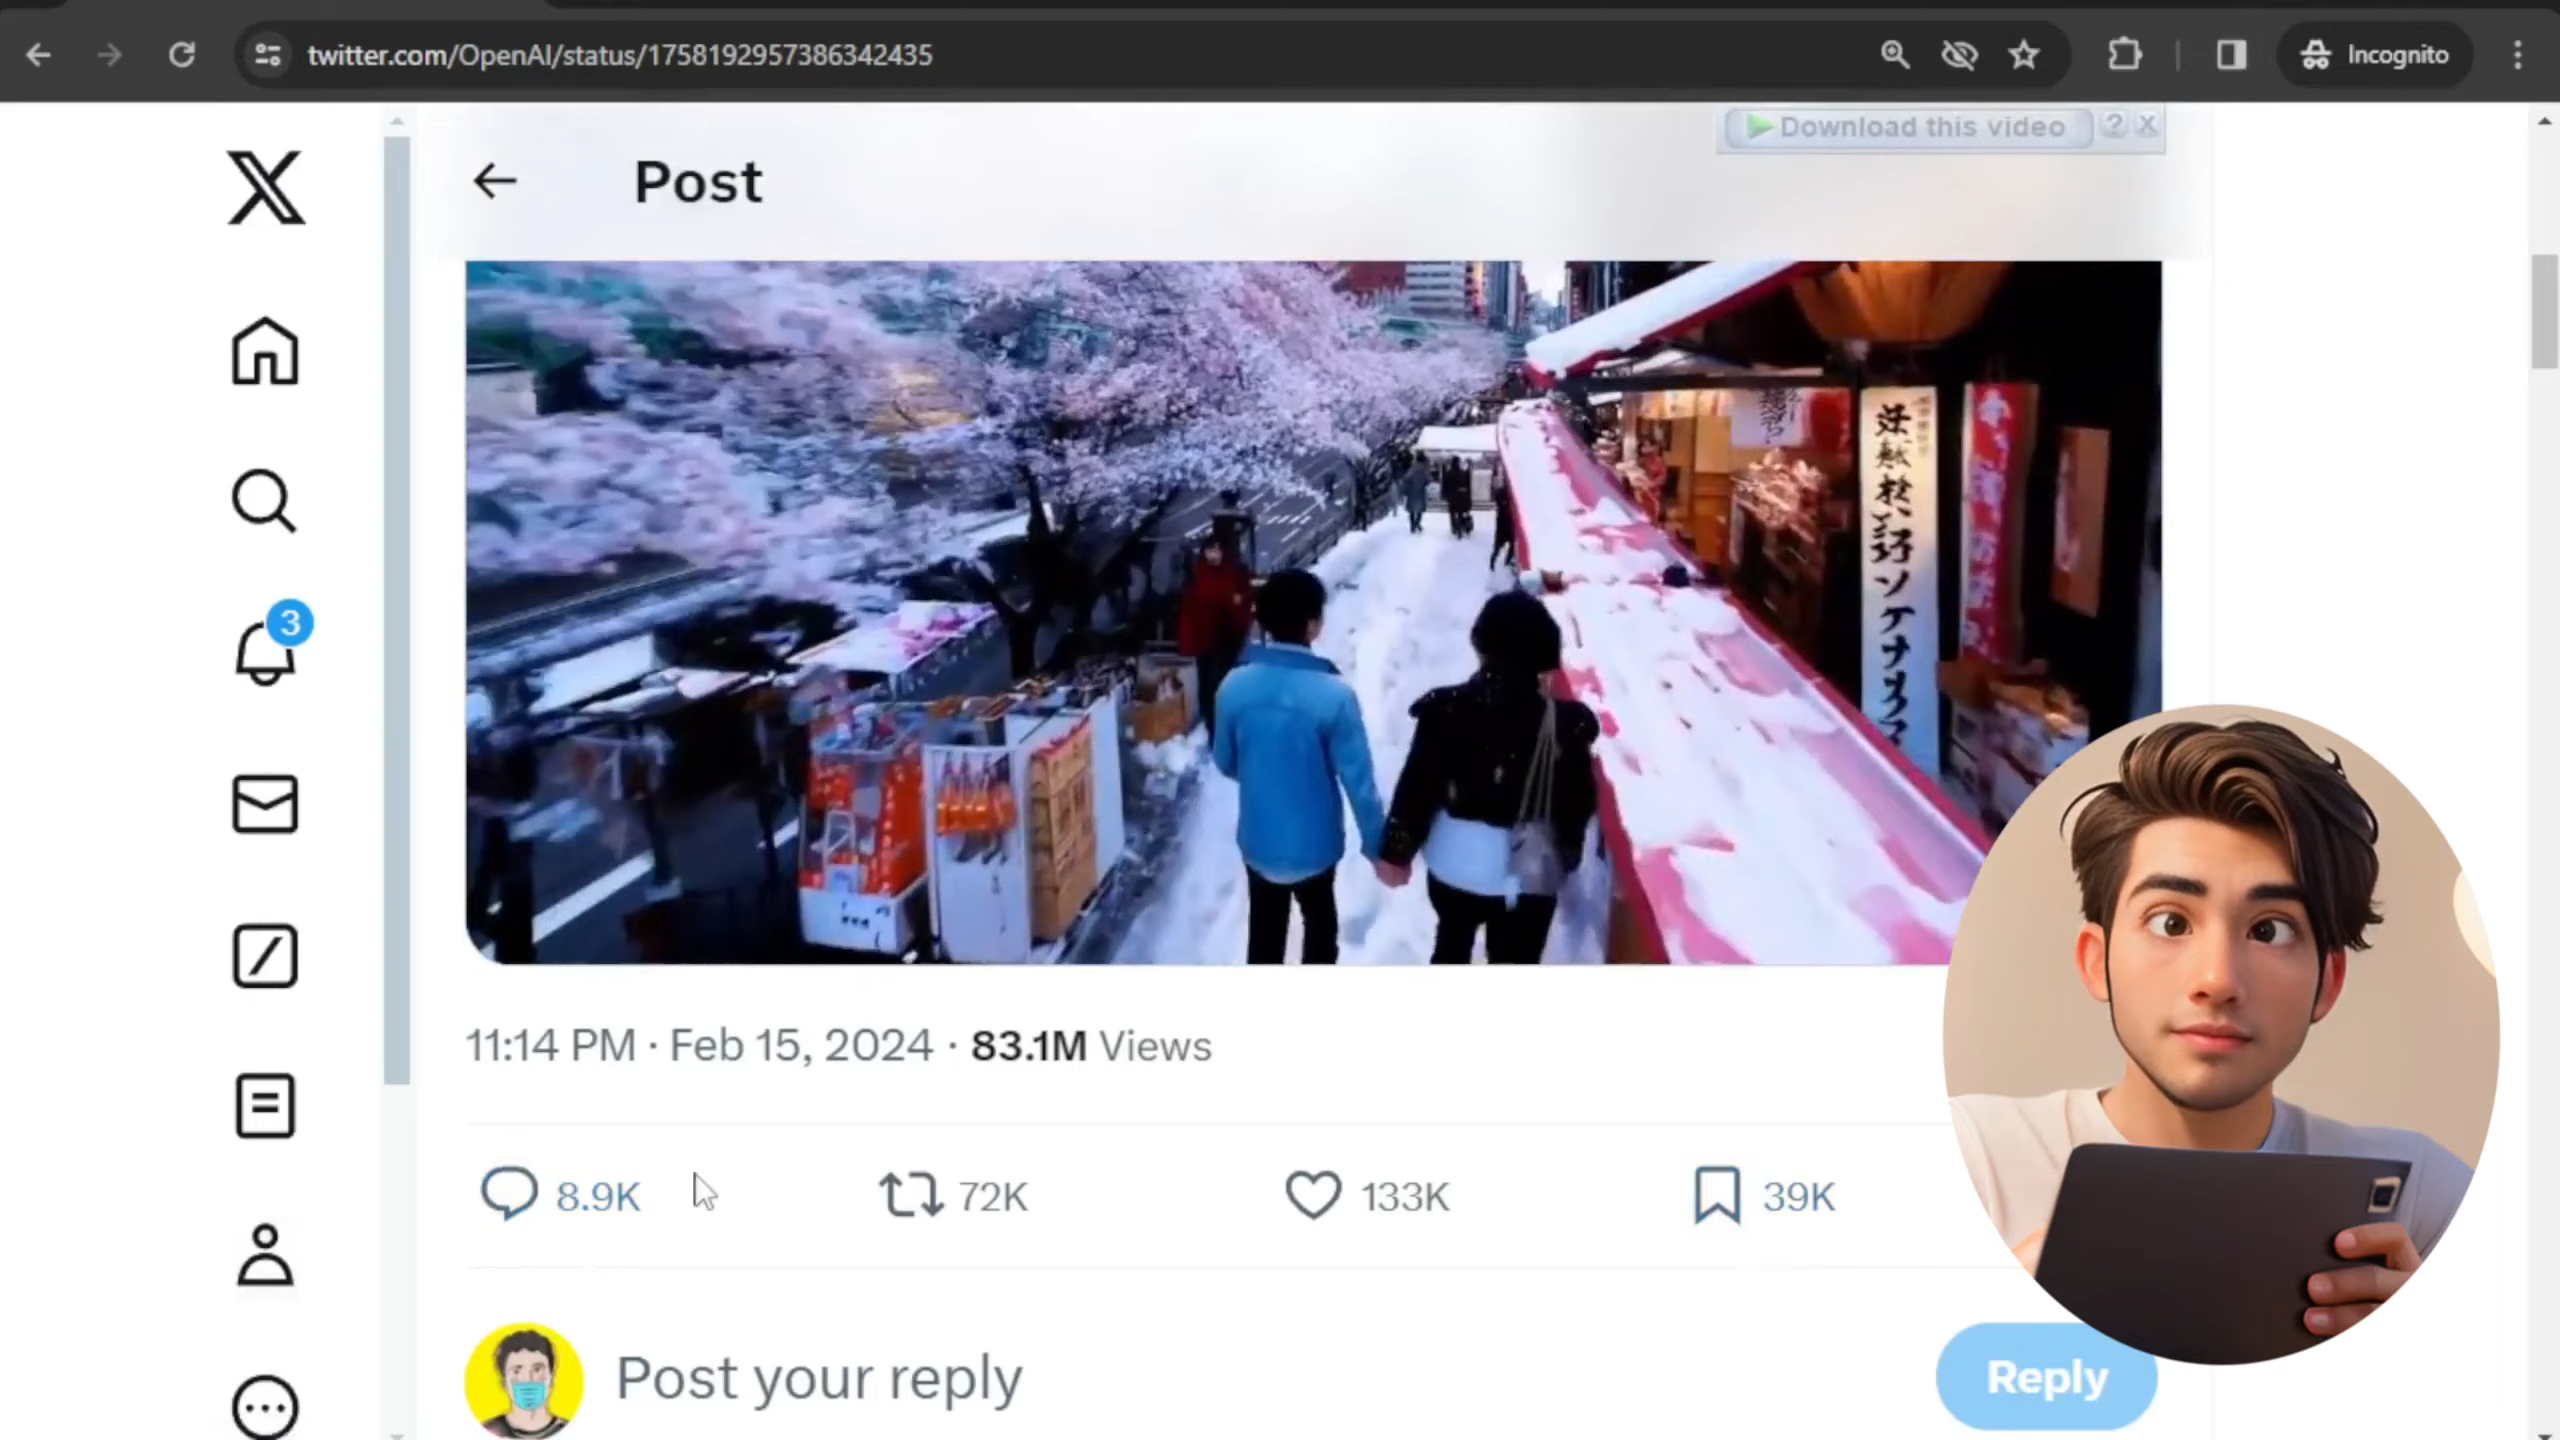 twitter.com/OpenAI/status/1758192957386342435
Incognito
Download this video ? X
Post
3
11:14 PM · Feb 15, 2024 · 83.1M Views
8.9K 72K 133K 39K
Post your reply
Reply